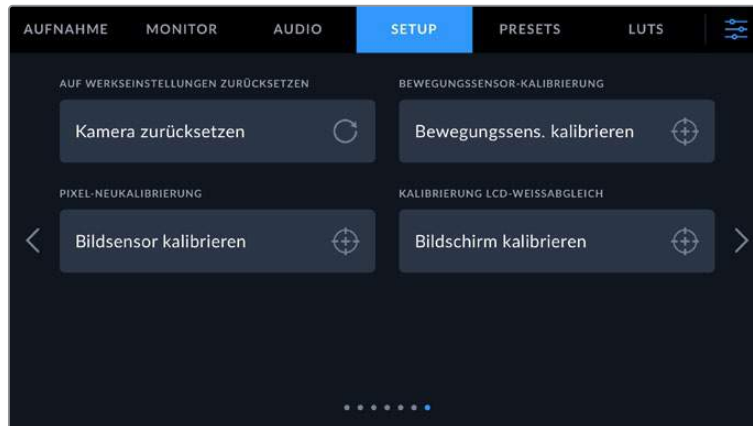 AUFNAHME MONITOR AUDIO SETUP PRESETS LUTS
AUF WERKSEINSTELLUNGEN ZURÜCKSETZEN
Kamera zurücksetzen
BEWEGUNGSSENSOR-KALIBRIERUNG
Bewegungssens. kalibrieren
PIXEL-NEUKALIBRIERUNG
Bildsensor kalibrieren
KALIBRIERUNG LCD-WEISSABGLEICH
Bildschirm kalibrieren